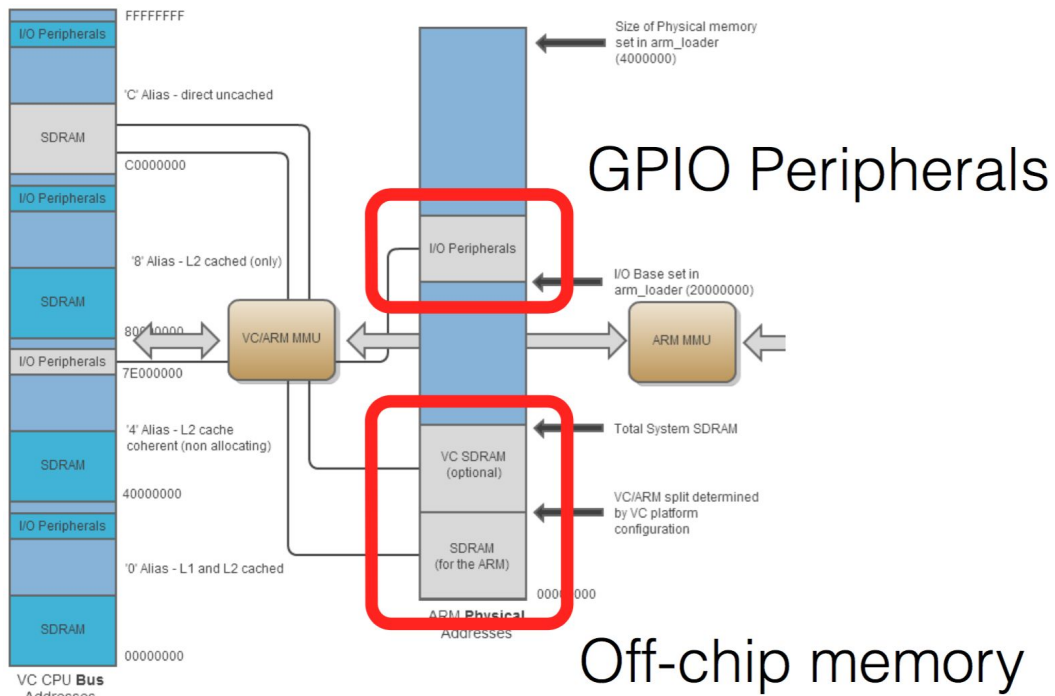 FFFFFFFF
I/O Peripherals
'C' Alias - direct uncached
SDRAM
C0000000
I/O Peripherals
'8' Alias - L2 cached (only)
SDRAM
I/O Peripherals
7E000000
'4' Alias - L2 cache
coherent (non allocating)
SDRAM
40000000
I/O Peripherals
'0' Alias - L1 and L2 cached
SDRAM
00000000
VC CPU Bus
Addresses
VC/ARM MMU
I/O Peripherals
VC SDRAM
(optional)
SDRAM
(for the ARM)
ARM Physical
Addresses
Size of Physical memory
set in arm_loader
(4000000)
GPIO Peripherals
I/O Base set in
arm_loader (20000000)
ARM MMU
Total System SDRAM
VC/ARM split determined
by VC platform
configuration
Off-chip memory